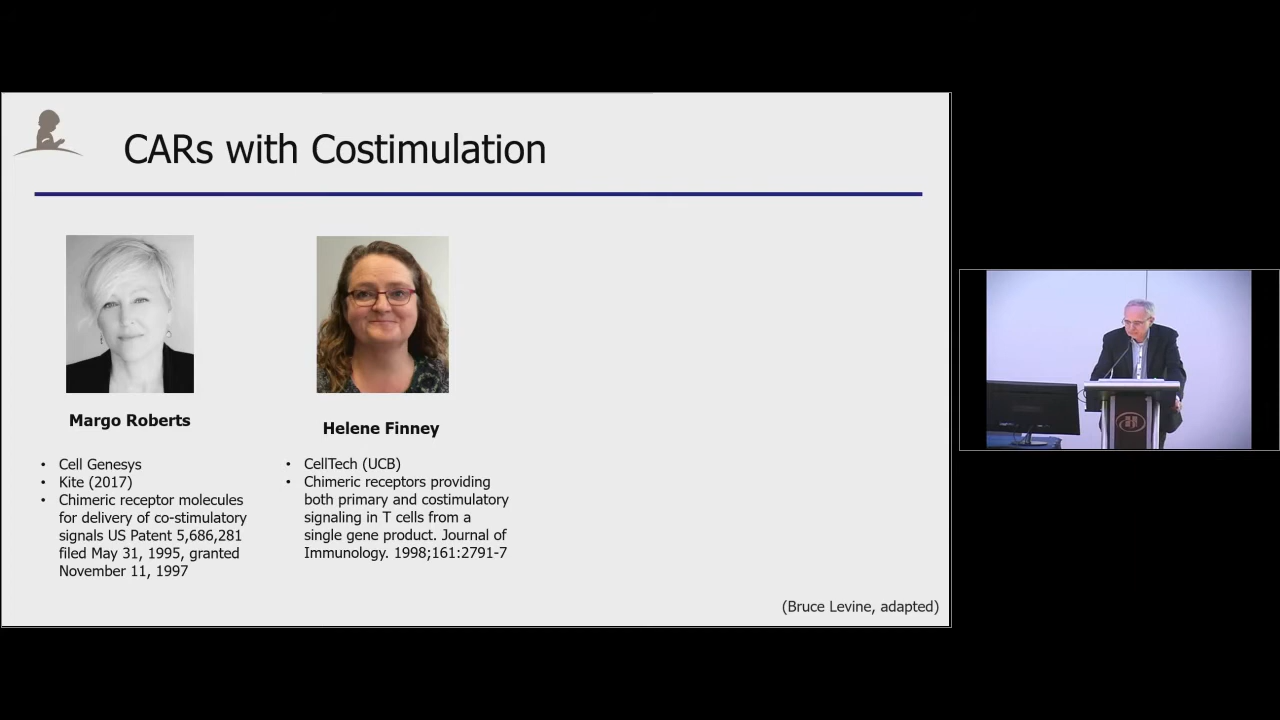 CARs with Costimulation
Margo Roberts
• Cell Genesys
• Kite (2017)
• Chimeric receptor molecules
for delivery of co-stimulatory
signals US Patent 5,686,281
filed May 31, 1995, granted
November 11, 1997
Helene Finney
• CellTech (UCB)
• Chimeric receptors providing
both primary and costimulatory
signaling in T cells from a
single gene product. Journal of
Immunology. 1998;161:2791-7
(Bruce Levine, adapted)